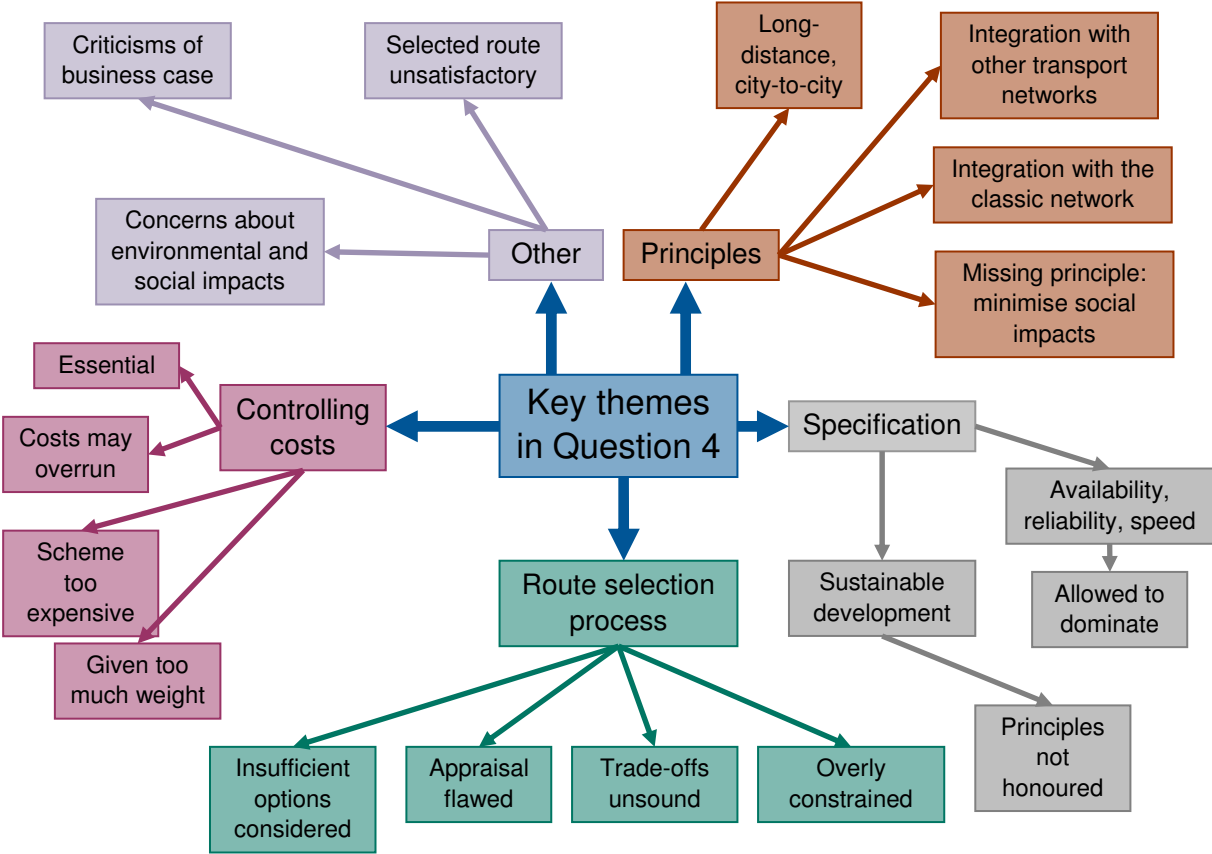 Criticisms of
business case
Selected route
unsatisfactory
Long-
distance,
city-to-city
Integration with
other transport
networks
Integration with the
classic network
Concerns about
environmental and
social impacts
Other
Principles
Missing principle:
minimise social
impacts
Essential
Controlling
costs
Costs may
overrun
Scheme
too
expensive
Given too
much weight
Key themes
in Question 4
Specification
Availability,
reliability, speed
Allowed to
dominate
Sustainable
development
Principles
not
honoured
Route selection
process
Insufficient
options
considered
Appraisal
flawed
Trade-offs
unsound
Overly
constrained